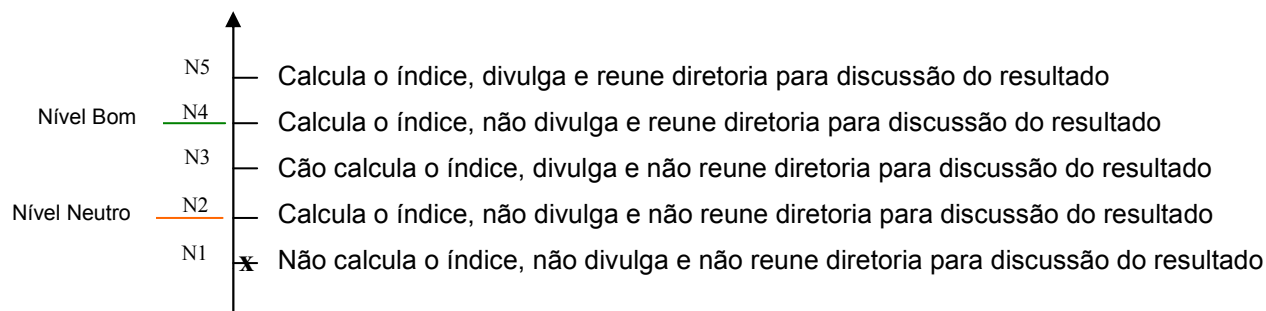 N5 Calcula o índice, divulga e reune diretoria para discussão do resultado
Nível Bom N4 Calcula o índice, não divulga e reune diretoria para discussão do resultado
N3 Cão calcula o índice, divulga e não reune diretoria para discussão do resultado
Nível Neutro N2 Calcula o índice, não divulga e não reune diretoria para discussão do resultado
N1 x Não calcula o índice, não divulga e não reune diretoria para discussão do resultado